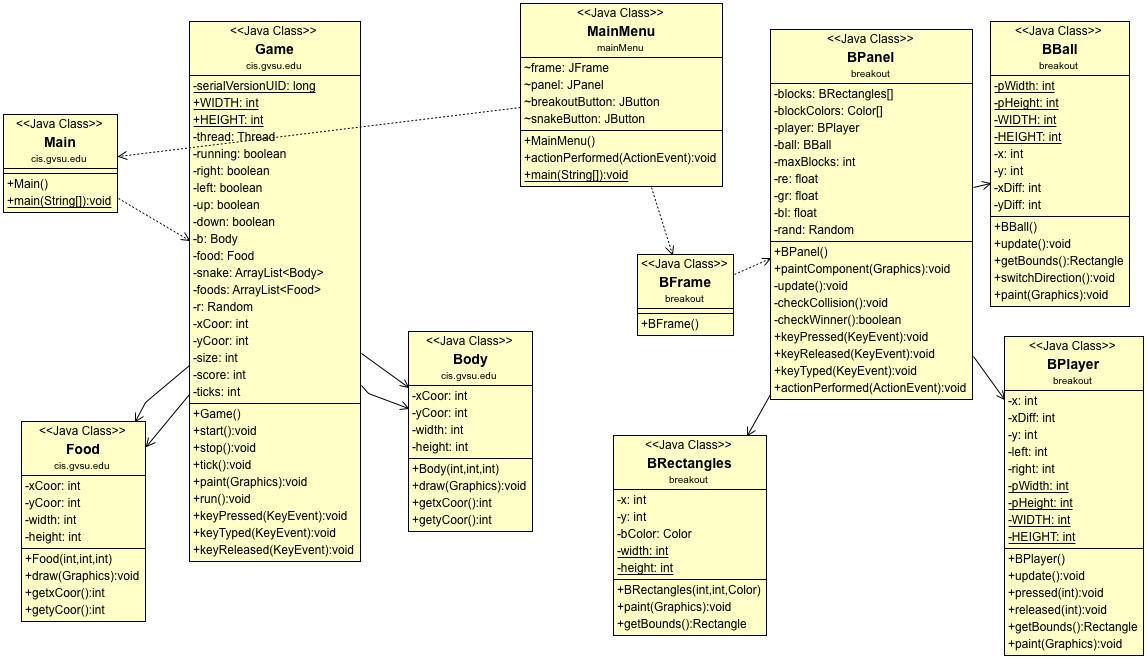 <<Java Class>>
Main
cis.gvsu.edu
+Main()
+main(String[]):void
<<Java Class>>
Game
cis.gvsu.edu
-serialVersionUID: long
+WIDTH: int
+HEIGHT: int
-thread: Thread
-running: boolean
-right: boolean
-left: boolean
-up: boolean
-down: boolean
-b: Body
-food: Food
-snake: ArrayList<Body>
-foods: ArrayList<Food>
-r: Random
-xCoor: int
-yCoor: int
-size: int
-score: int
-ticks: int
+Game()
+start():void
+stop():void
+tick():void
+paint(Graphics):void
+run():void
+keyPressed(KeyEvent):void
+keyTyped(KeyEvent):void
+keyReleased(KeyEvent):void
<<Java Class>>
Food
cis.gvsu.edu
-xCoor: int
-yCoor: int
-width: int
-height: int
+Food(int,int,int)
+draw(Graphics):void
+getxCoor():int
+getyCoor():int
<<Java Class>>
Body
cis.gvsu.edu
-xCoor: int
-yCoor: int
-width: int
-height: int
+Body(int,int,int)
+draw(Graphics):void
+getxCoor():int
+getyCoor():int
<<Java Class>>
MainMenu
mainMenu
~frame: JFrame
~panel: JPanel
~breakoutButton: JButton
~snakeButton: JButton
+MainMenu()
+actionPerformed(ActionEvent):void
+main(String[]):void
<<Java Class>>
BFrame
breakout
+BFrame()
<<Java Class>>
BPanel
breakout
-blocks: BRectangles[]
-blockColors: Color[]
-player: BPlayer
-ball: BBall
-maxBlocks: int
-re: float
-gr: float
-bl: float
-rand: Random
+BPanel()
+paintComponent(Graphics):void
-update():void
-checkCollision():void
-checkWinner():boolean
+keyPressed(KeyEvent):void
+keyReleased(KeyEvent):void
+keyTyped(KeyEvent):void
+actionPerformed(ActionEvent):void
<<Java Class>>
BRectangles
breakout
-x: int
-y: int
-bColor: Color
-width: int
-height: int
+BRectangles(int,int,Color)
+paint(Graphics):void
+getBounds():Rectangle
<<Java Class>>
BBall
breakout
-pWidth: int
-pHeight: int
-WIDTH: int
-HEIGHT: int
-x: int
-y: int
-xDiff: int
-yDiff: int
+BBall()
+update():void
+getBounds():Rectangle
+switchDirection():void
+paint(Graphics):void
<<Java Class>>
BPlayer
breakout
-x: int
-xDiff: int
-y: int
-left: int
-right: int
-pWidth: int
-pHeight: int
-WIDTH: int
-HEIGHT: int
+BPlayer()
+update():void
+pressed(int):void
+released(int):void
+getBounds():Rectangle
+paint(Graphics):void